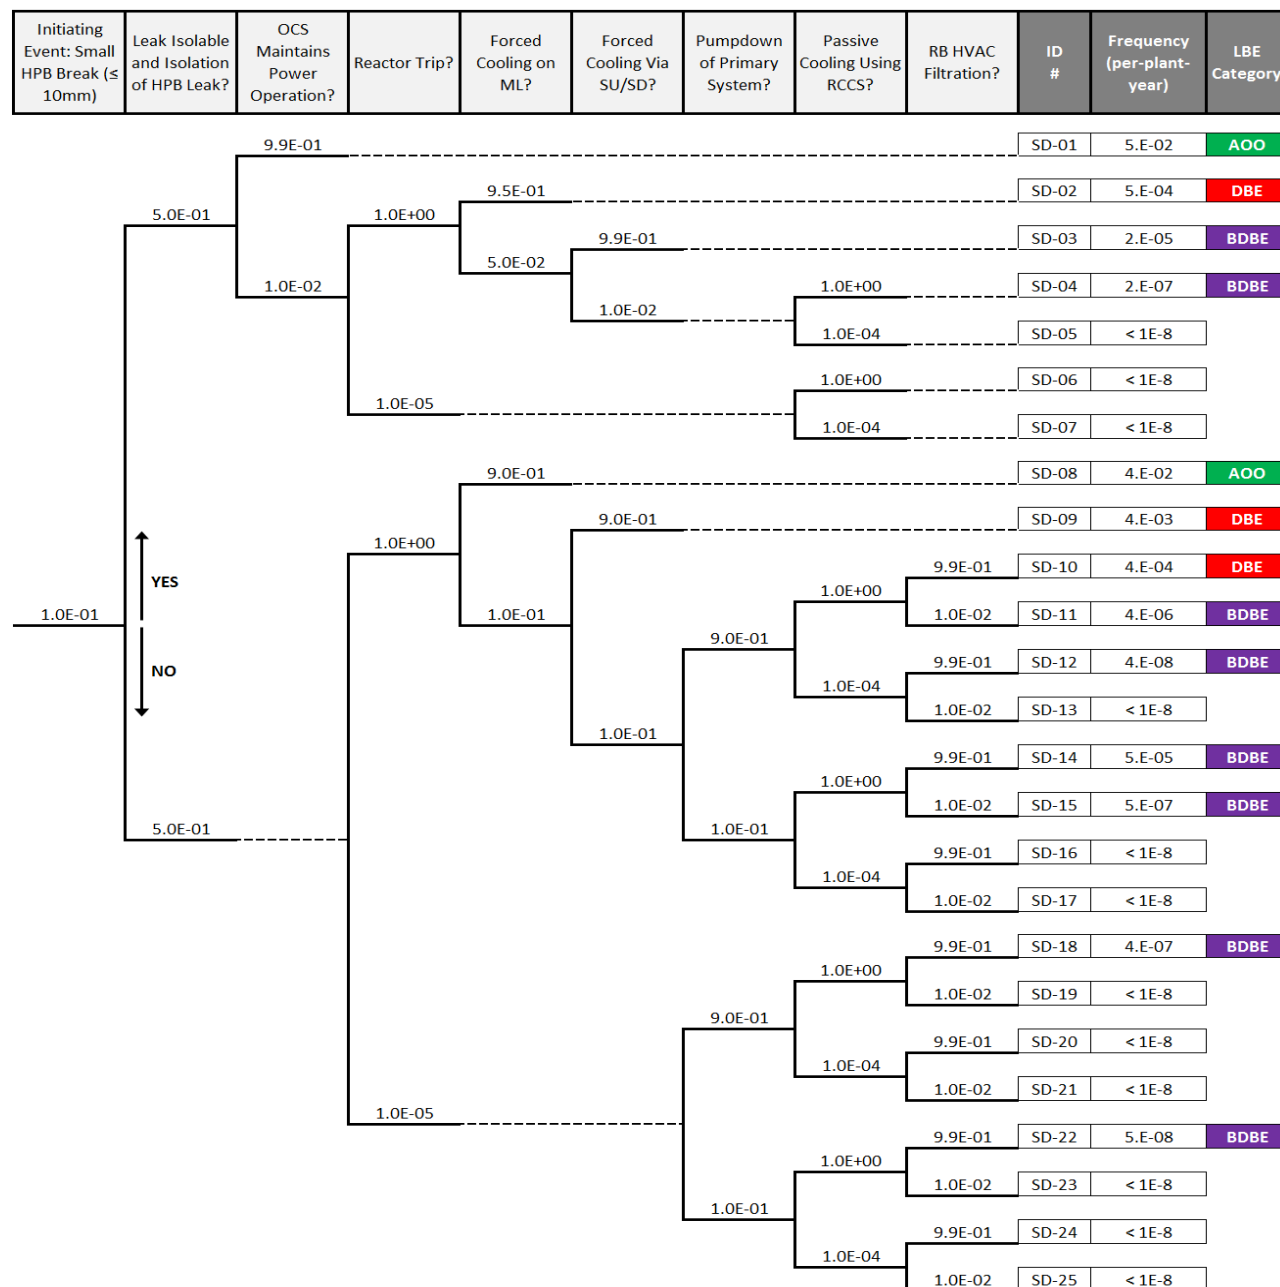 Initiating
Event: Small
HPB Break (≤
10mm)
Leak Isolable
and Isolation
of HPB Leak?
OCS
Maintains
Power
Operation?
Reactor Trip?
Forced
Cooling on
ML?
Forced
Cooling Via
SU/SD?
Pumpdown
of Primary
System?
Passive
Cooling Using
RCCS?
RB HVAC
Filtration?
ID
#
Frequency
(per-plant-
year)
LBE
Category
9.9E-01 SD-01 5.E-02 AOO
9.5E-01 SD-02 5.E-04 DBE
5.0E-01 1.0E+00
9.9E-01 SD-03 2.E-05 BDBE
5.0E-02
1.0E-02 1.0E+00 SD-04 2.E-07 BDBE
1.0E-02
1.0E-04 SD-05 < 1E-8
1.0E+00 SD-06 < 1E-8
1.0E-05
1.0E-04 SD-07 < 1E-8
9.0E-01 SD-08 4.E-02 AOO
9.0E-01 SD-09 4.E-03 DBE
1.0E+00
9.9E-01 SD-10 4.E-04 DBE
YES
1.0E+00
1.0E-01 1.0E-01 1.0E-02 SD-11 4.E-06 BDBE
9.0E-01
9.9E-01 SD-12 4.E-08 BDBE
NO
1.0E-04
1.0E-02 SD-13 < 1E-8
1.0E-01
9.9E-01 SD-14 5.E-05 BDBE
1.0E+00
1.0E-02 SD-15 5.E-07 BDBE
5.0E-01 1.0E-01
9.9E-01 SD-16 < 1E-8
1.0E-04
1.0E-02 SD-17 < 1E-8
9.9E-01 SD-18 4.E-07 BDBE
1.0E+00
1.0E-02 SD-19 < 1E-8
9.0E-01
9.9E-01 SD-20 < 1E-8
1.0E-04
1.0E-02 SD-21 < 1E-8
1.0E-05
9.9E-01 SD-22 5.E-08 BDBE
1.0E+00
1.0E-02 SD-23 < 1E-8
1.0E-01
9.9E-01 SD-24 < 1E-8
1.0E-04
1.0E-02 SD-25 < 1E-8